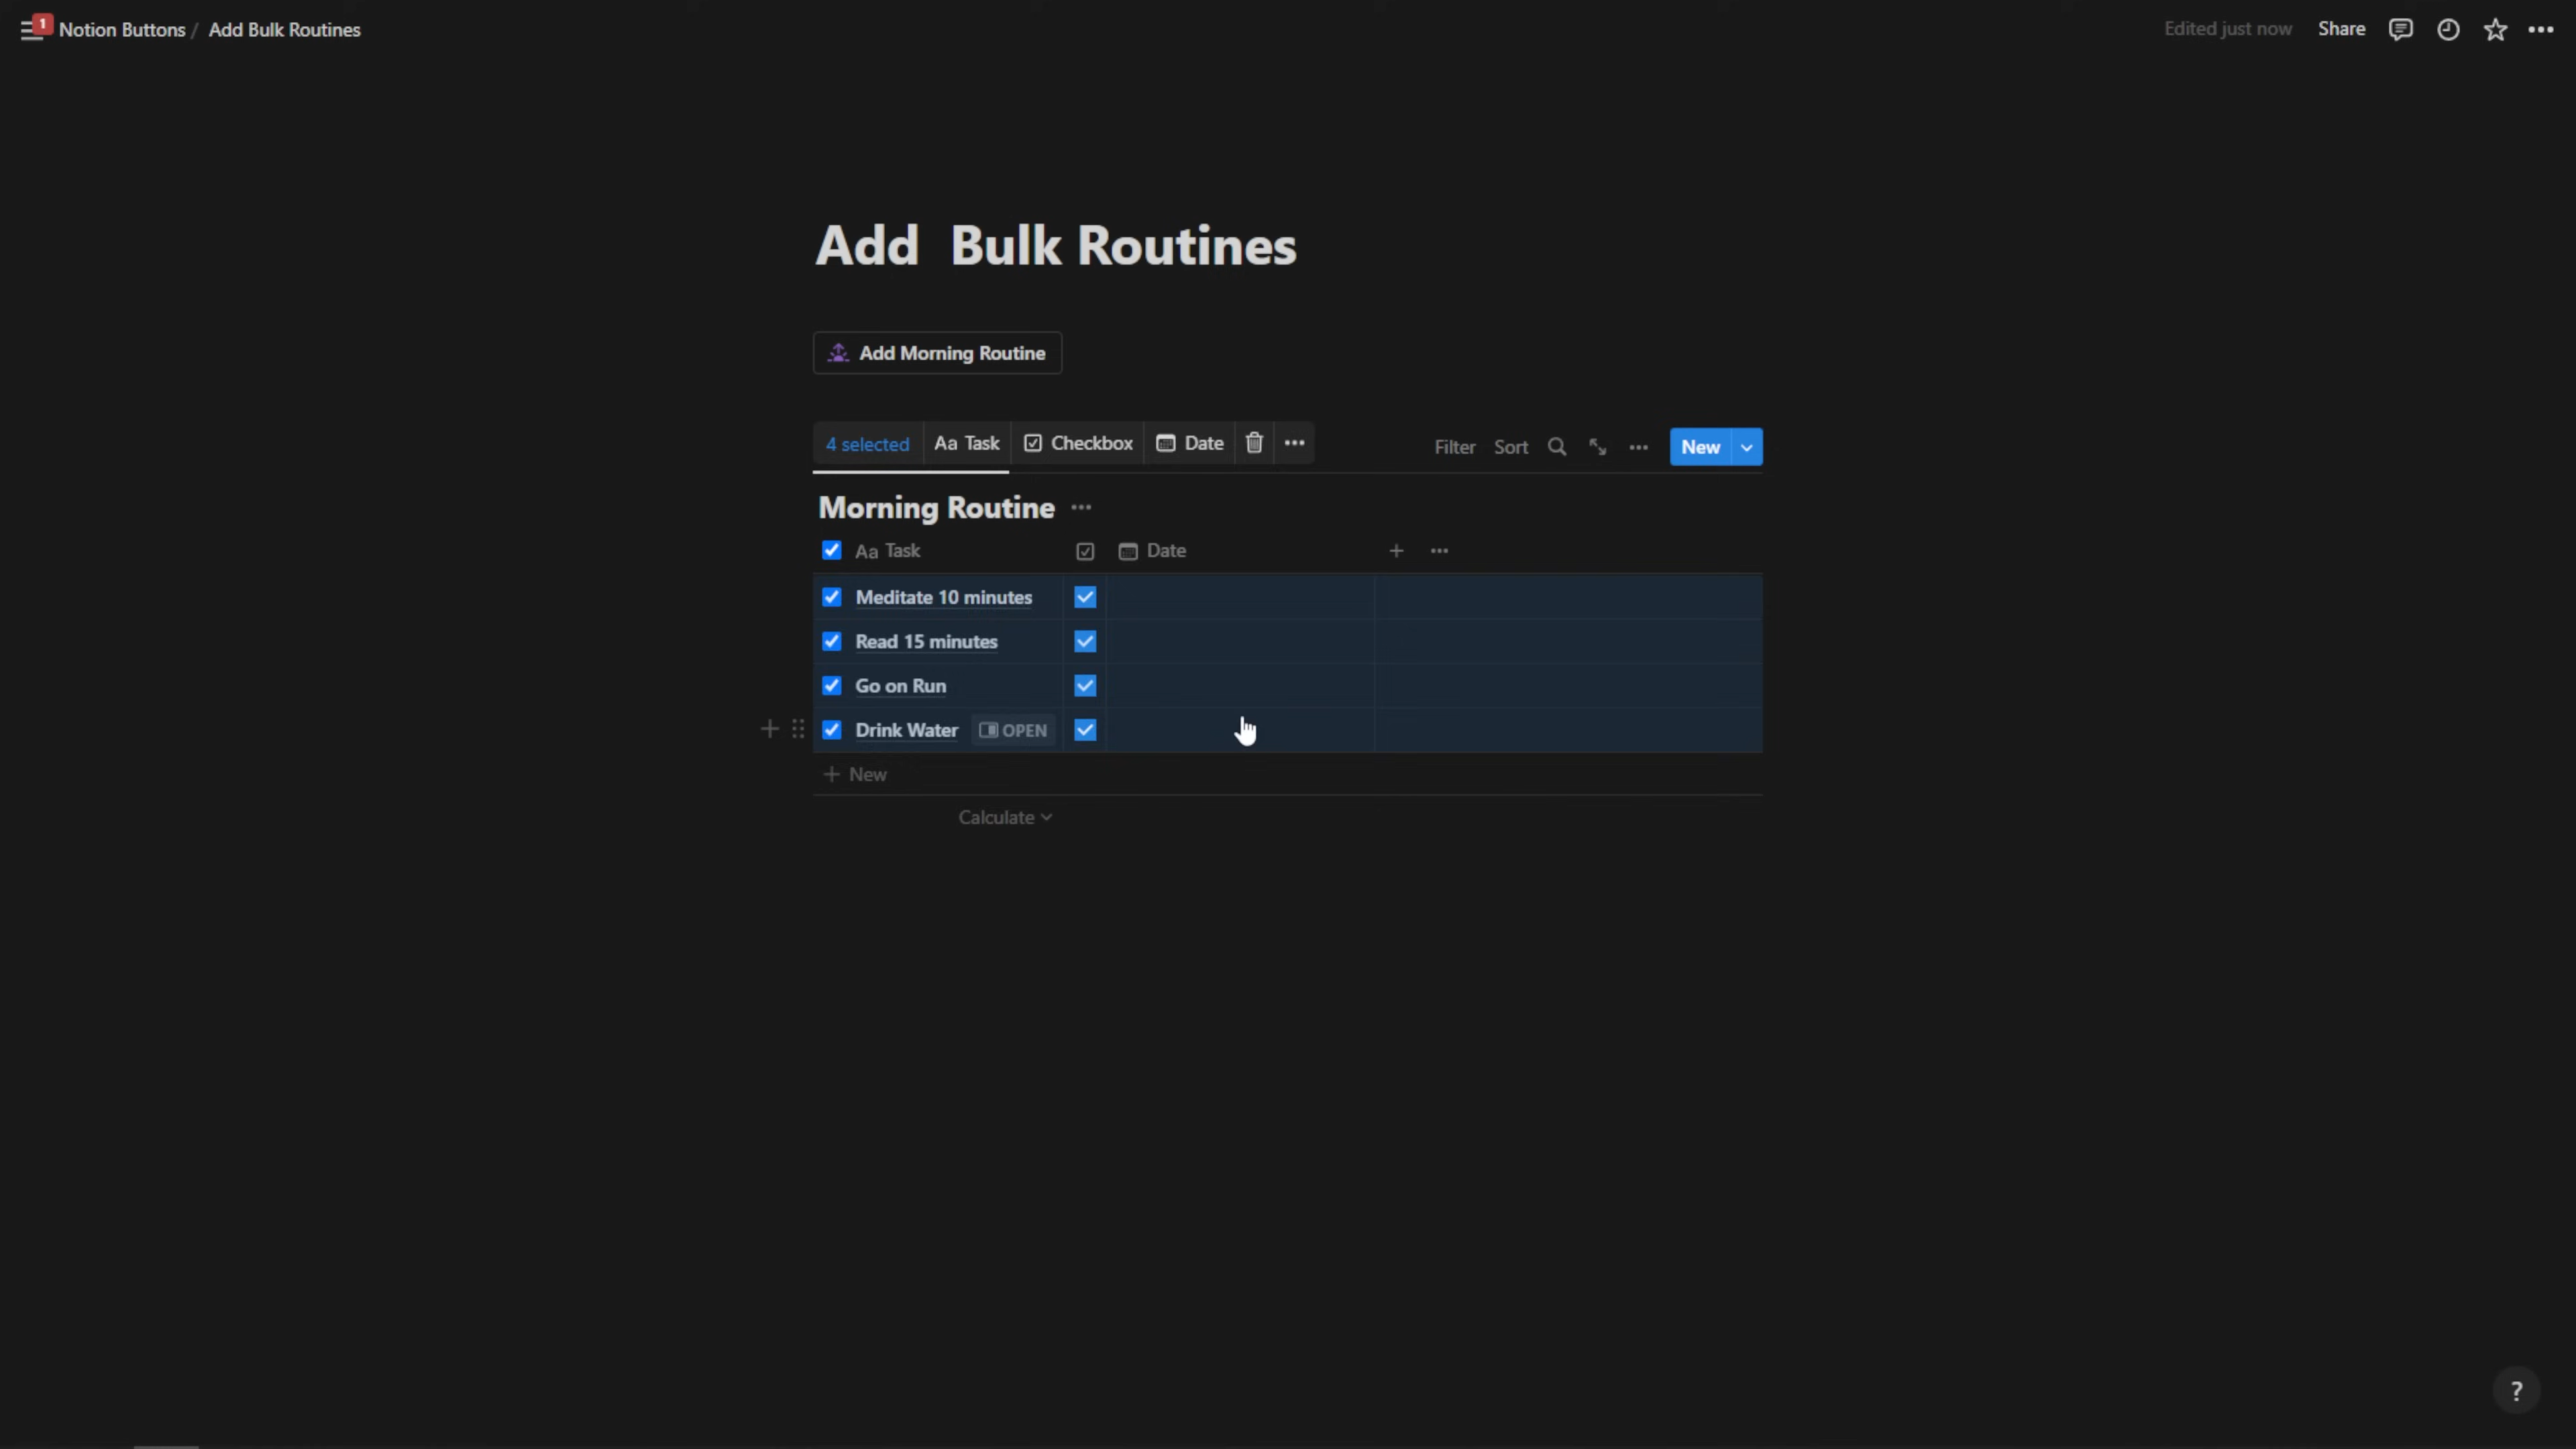 1 Notion Buttons / Add Bulk Routines Edited just now Share
Add  Bulk Routines
Add Morning Routine
4 selected Aa Task Checkbox Date Filter Sort New
Morning Routine
Aa Task Date
Meditate 10 minutes
Read 15 minutes
Go on Run
Drink Water OPEN
+ New
Calculate
?